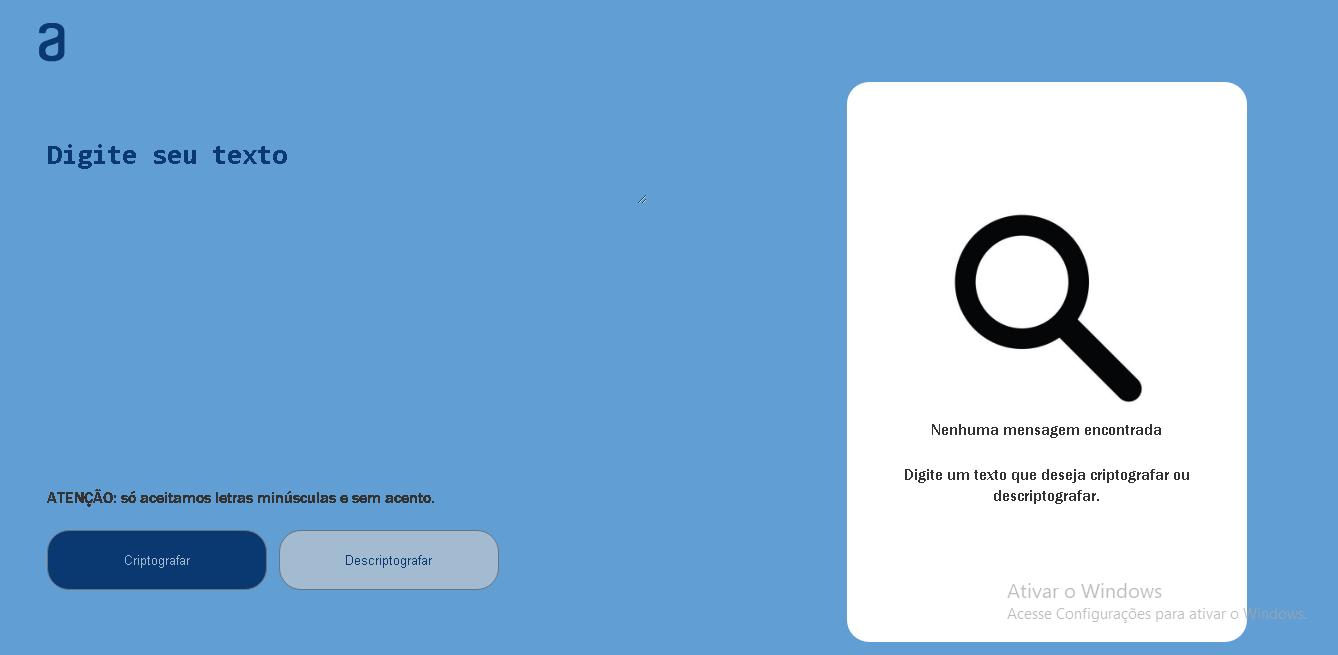 a
Digite seu texto
ATENÇÃO: só aceitamos letras minúsculas e sem acento.
Criptografar
Descriptografar
Nenhuma mensagem encontrada
Digite um texto que deseja criptografar ou
descriptografar.
Ativar o Windows
Acesse Configurações para ativar o Windows.